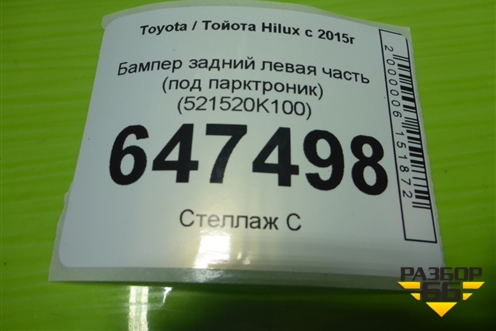 Toyota / Тойота Hilux с 2015г
Бампер задний левая часть
(под парктроник)
(521520K100)
647498
Стеллаж С
2000006151872
РАЗБОР
66